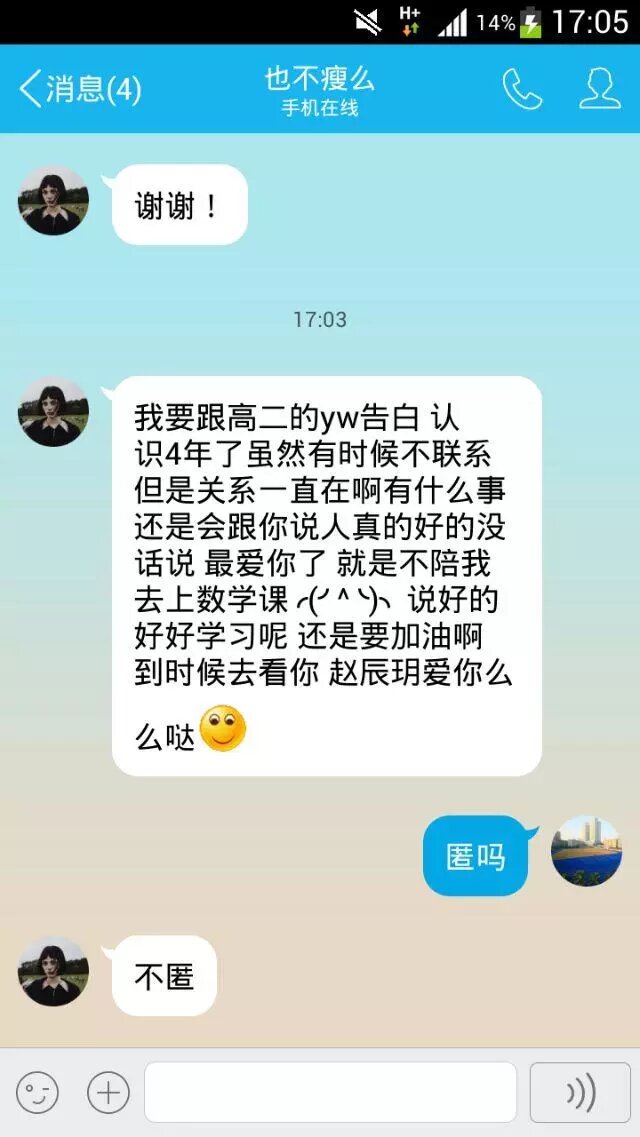 H+
14%
17:05
消息(4)
也不瘦么
手机在线
谢谢！
17:03
我要跟高二的yw告白 认
识4年了虽然有时候不联系
但是关系一直在啊有什么事
还是会跟你说人真的好的没
话说 最爱你了 就是不陪我
去上数学课╭(╯^╰)╮ 说好的
好好学习呢 还是要加油啊
到时候去看你 赵辰玥爱你么
么哒
匿吗
不匿